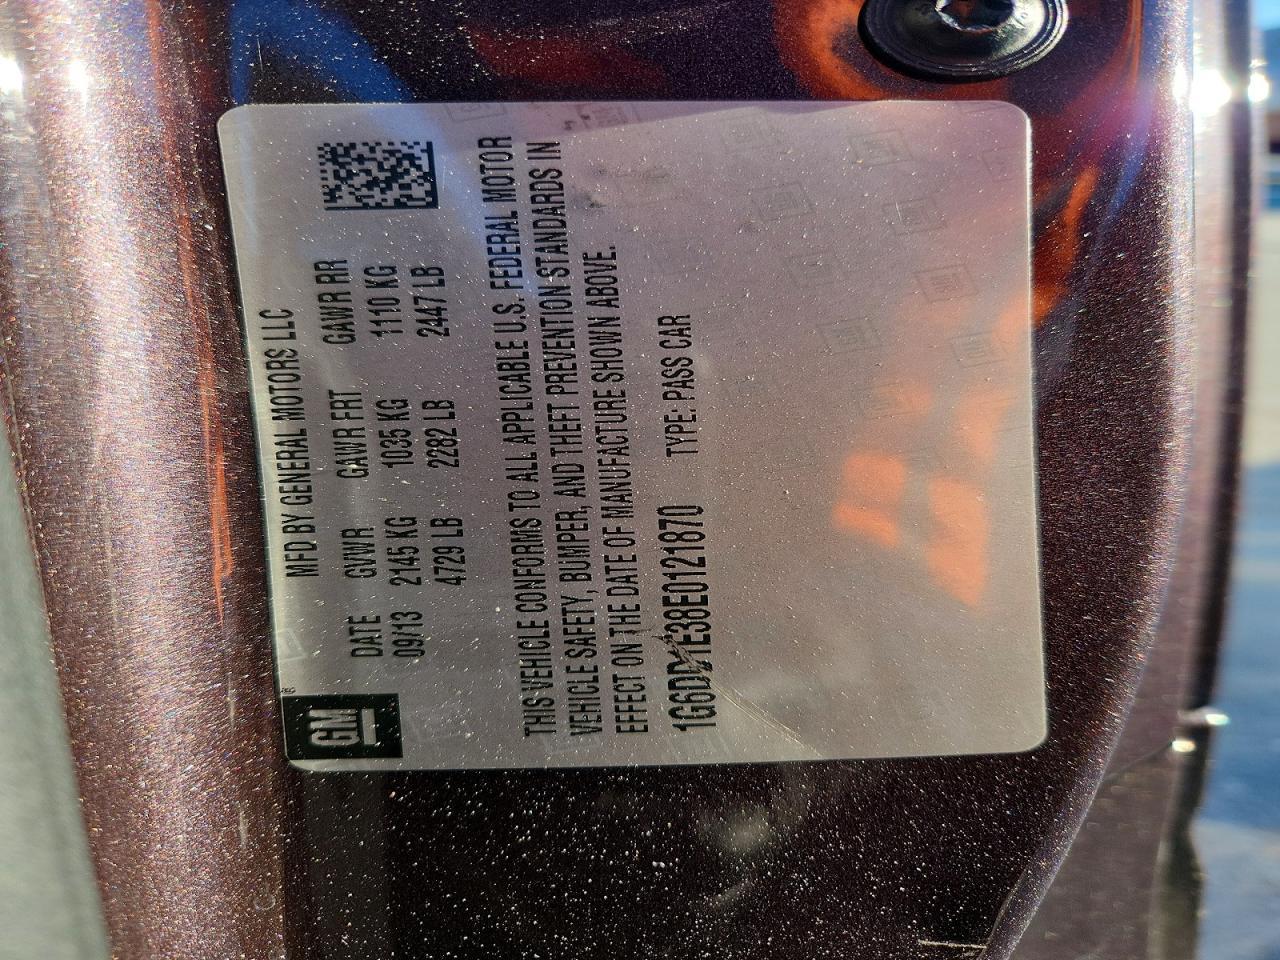 GM
MFD BY GENERAL MOTORS LLC
DATE GVWR GAWR FRT GAWR RR
09/13 2145 KG 1035 KG 1110 KG
4729 LB 2282 LB 2447 LB
THIS VEHICLE CONFORMS TO ALL APPLICABLE U.S. FEDERAL MOTOR
VEHICLE SAFETY, BUMPER, AND THEFT PREVENTION STANDARDS IN
EFFECT ON THE DATE OF MANUFACTURE SHOWN ABOVE.
1G6DD1E38E0121870 TYPE: PASS CAR